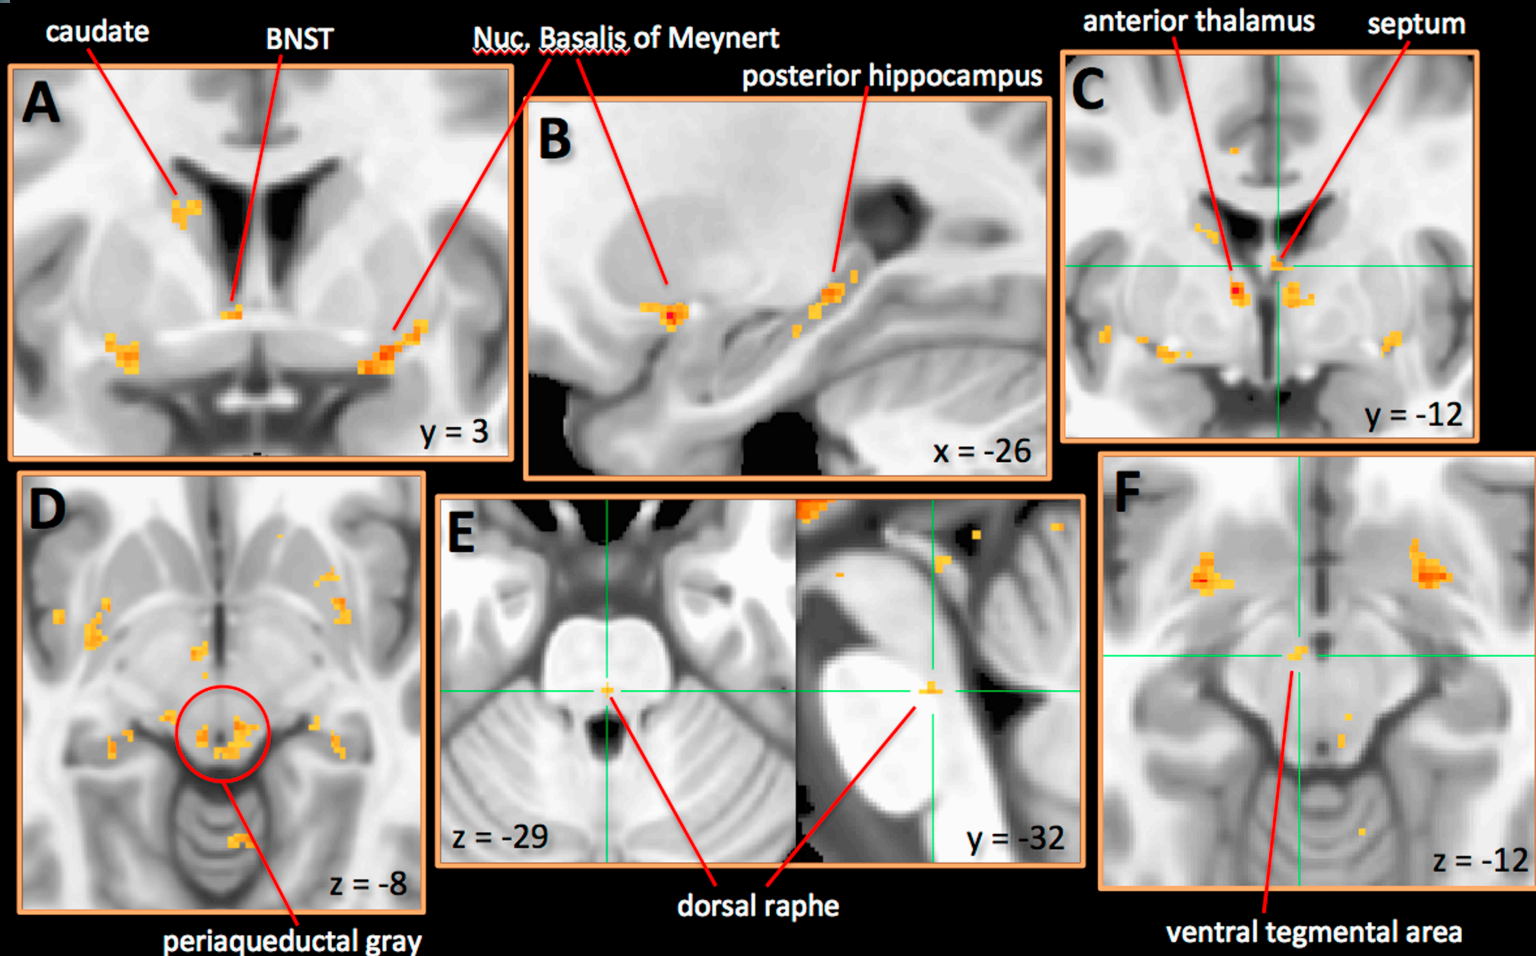 caudate
BNST
Nuc. Basalis of Meynert
posterior hippocampus
anterior thalamus
septum
A
y = 3
B
x = -26
C
y = -12
D
z = -8
periaqueductal gray
E
z = -29
y = -32
dorsal raphe
F
z = -12
ventral tegmental area